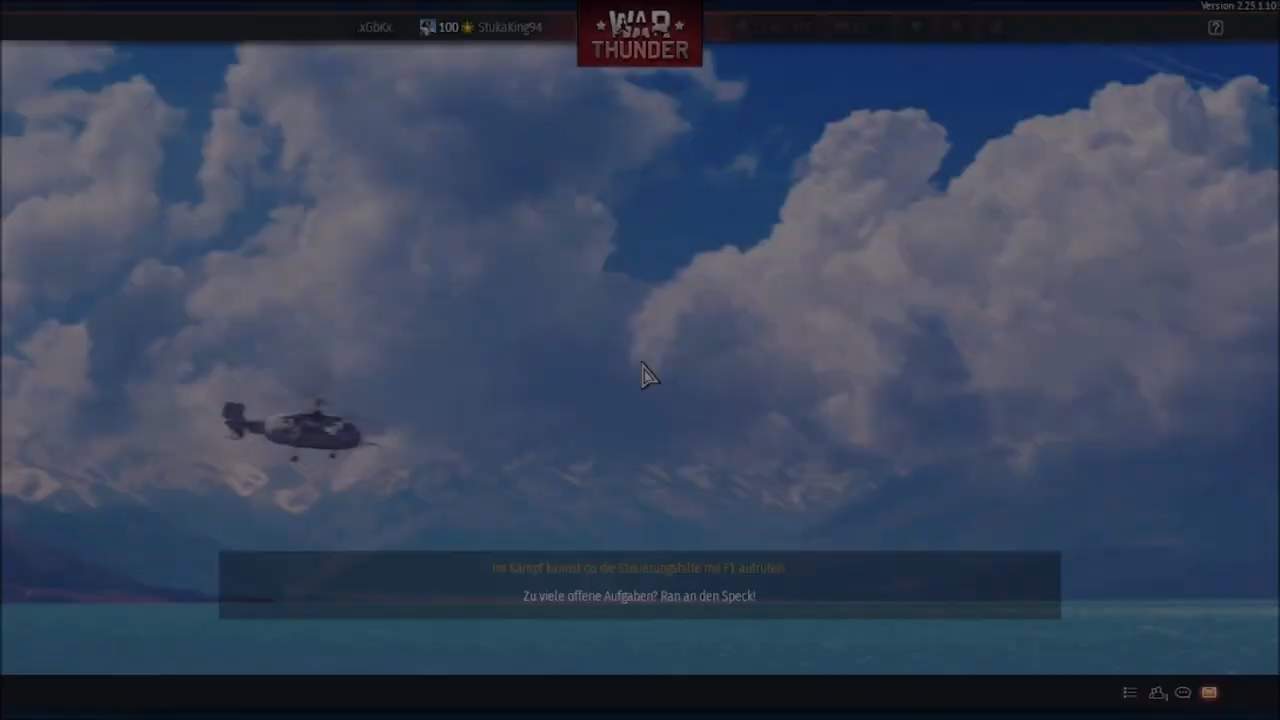 Version 2.25.1.10
.xGbKx.
100 StukaKing94
WAR
THUNDER
Im Kampf kannst du die Steuerungshilfe mit F1 aufrufen
Zu viele offene Aufgaben? Ran an den Speck!